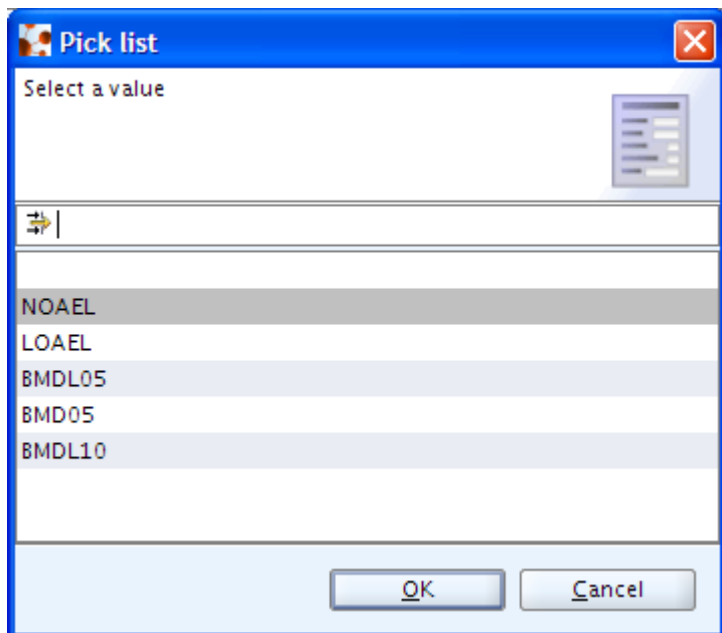 Pick list
Select a value
NOAEL
LOAEL
BMDL05
BMD05
BMDL10
OK
Cancel